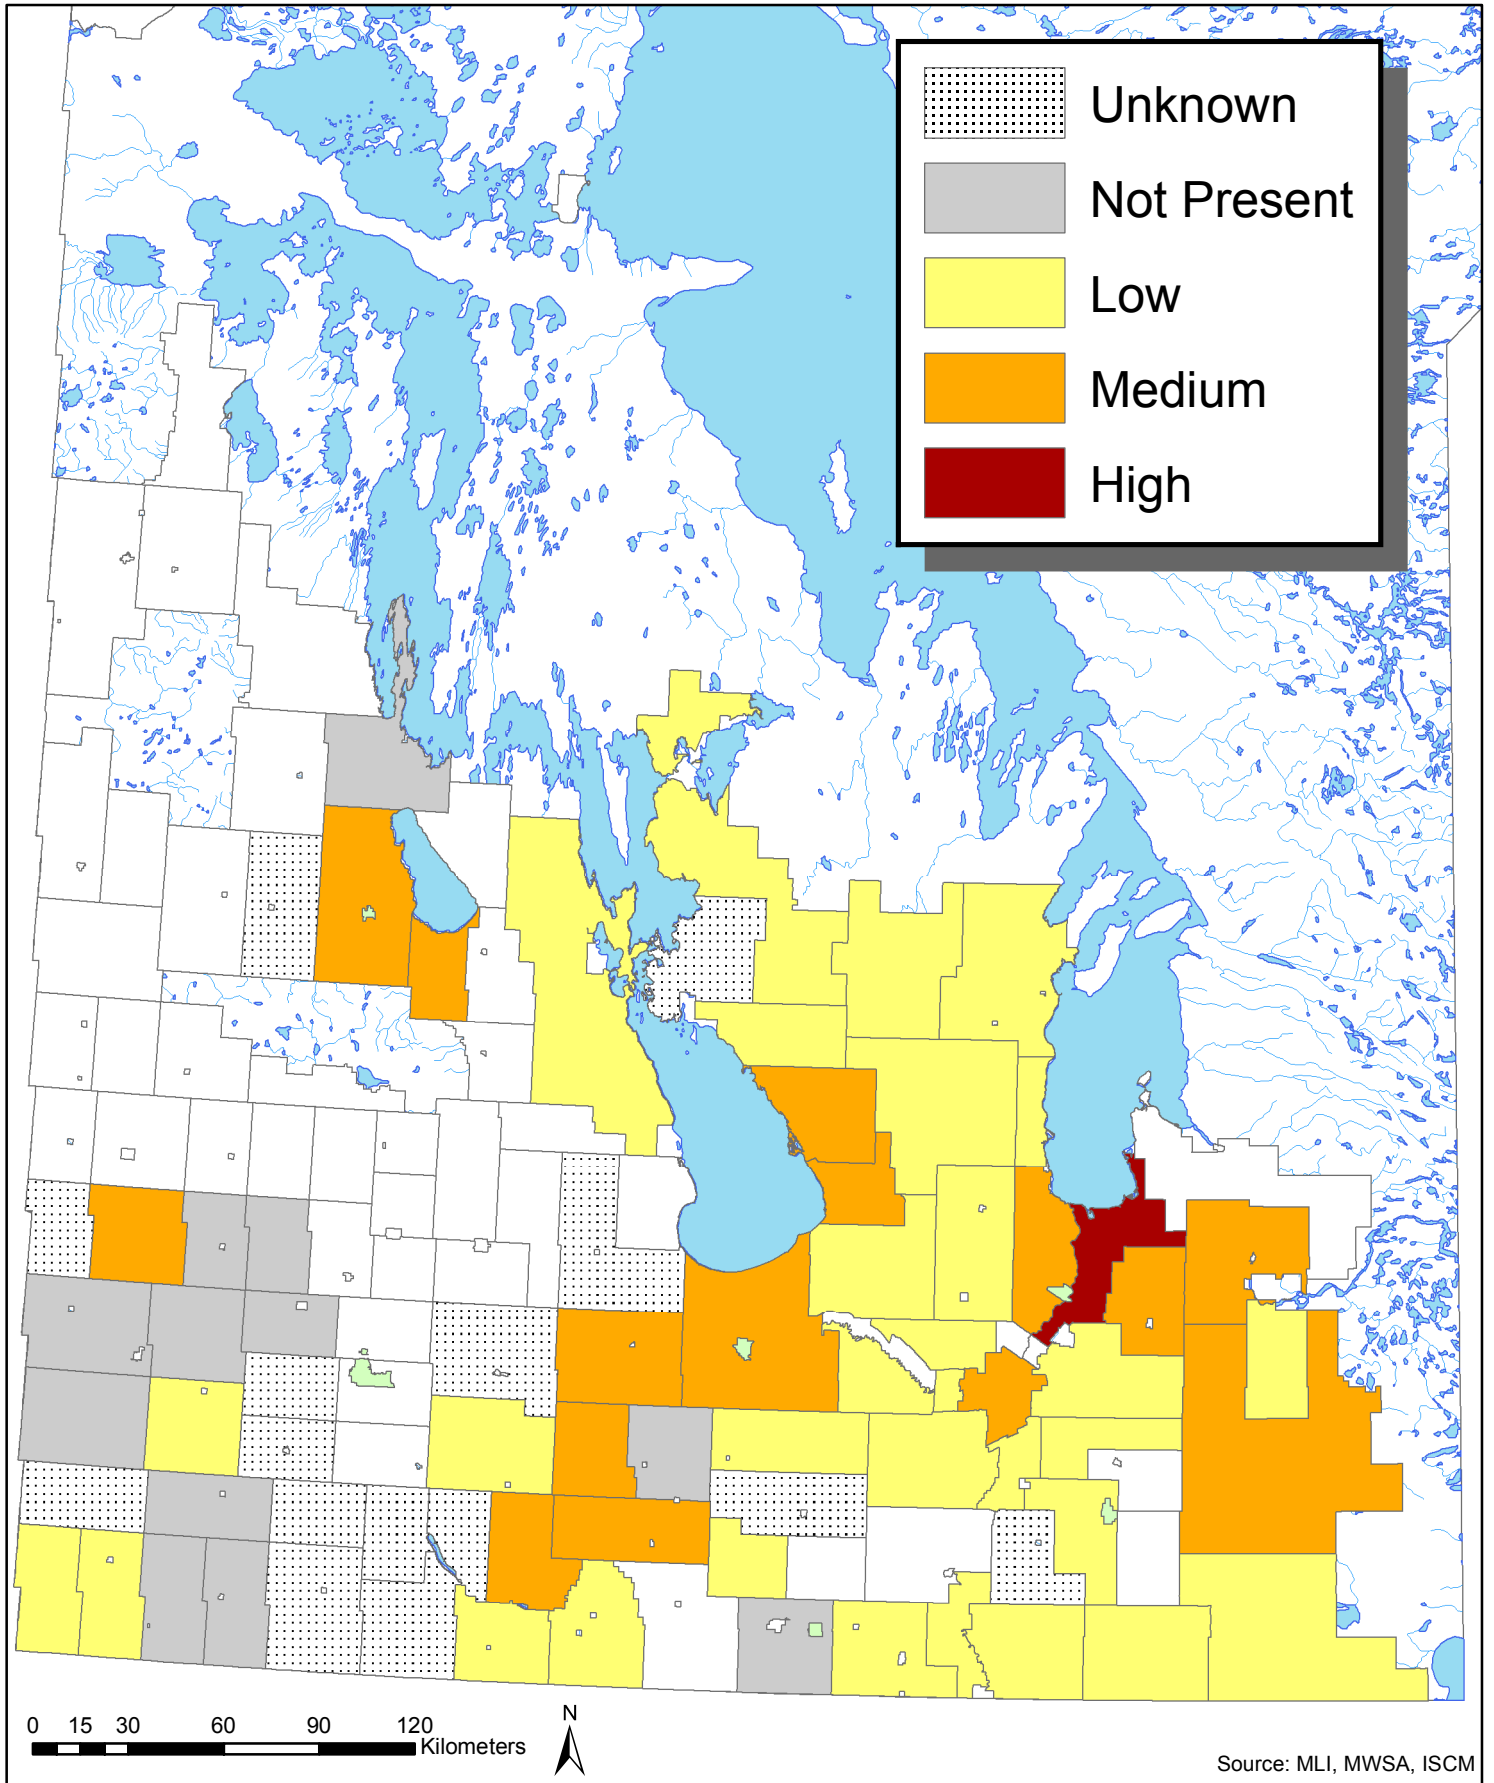 Unknown
Not Present
Low
Medium
High
0 15 30 60 90 120
Kilometers
N
Source: MLI, MWSA, ISCM